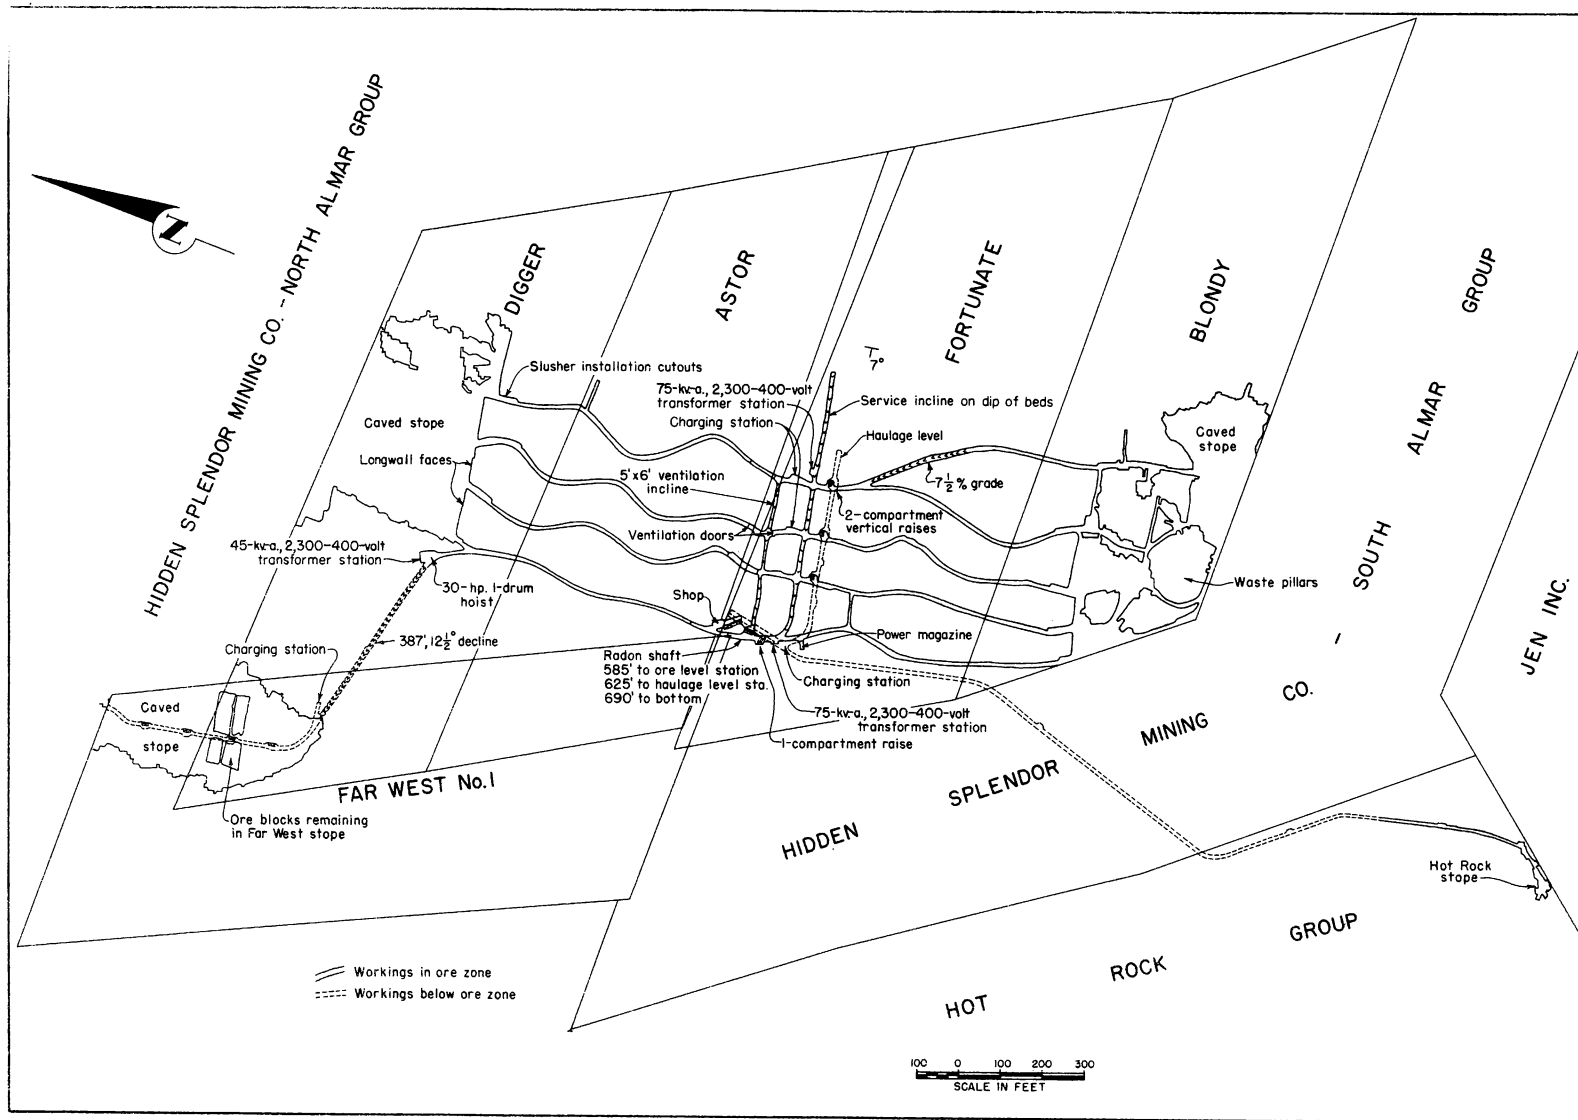 HIDDEN SPLENDOR MINING CO. - NORTH ALMAR GROUP
N
DIGGER
ASTOR
FORTUNATE
BLONDY
SOUTH ALMAR GROUP
JEN INC.
7°
Slusher installation cutouts
75-kv.-a., 2,300-400-volt
transformer station
Charging station
Service incline on dip of beds
Haulage level
Caved stope
Caved
stope
Longwall faces
5'x6' ventilation
incline
7 1/2 % grade
2-compartment
vertical raises
Ventilation doors
45-kv.-a., 2,300-400-volt
transformer station
30-hp. 1-drum
hoist
Shop
Waste pillars
387', 12 1/2° decline
Power magazine
Charging station
Radon shaft
585' to ore level station
625' to haulage level sta.
690' to bottom
Charging station
Caved
stope
75-kv.-a., 2,300-400-volt
transformer station
1-compartment raise
FAR WEST No. 1
Ore blocks remaining
in Far West stope
HIDDEN SPLENDOR MINING CO. -
Hot Rock
stope
HOT ROCK GROUP
Workings in ore zone
Workings below ore zone
100 0 100 200 300
SCALE IN FEET